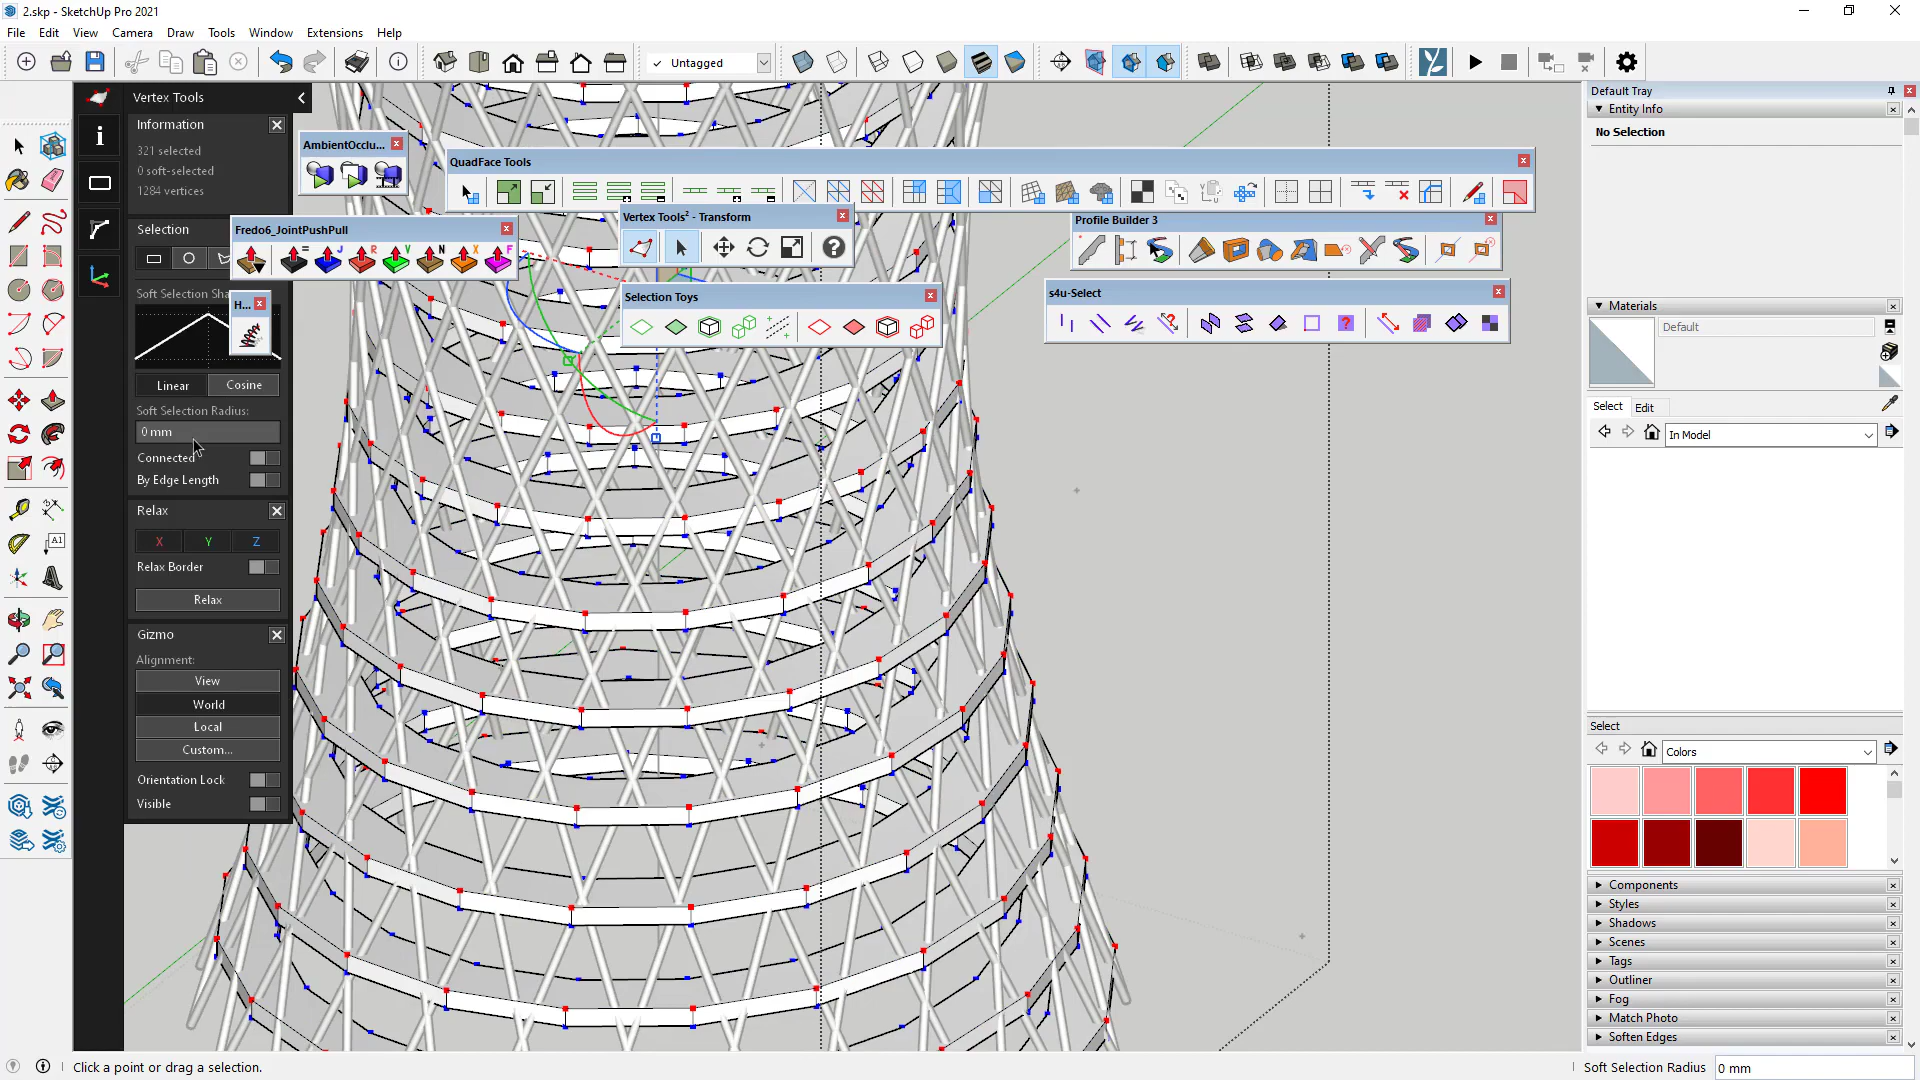 2.skp - SketchUp Pro 2021
File Edit View Camera Draw Tools Window Extensions Help
Untagged
Vertex Tools
Information
321 selected
0 soft-selected
1284 vertices
Selection
Soft Selection Sha
Linear Cosine
Soft Selection Radius:
0 mm
Connected
By Edge Length
Relax
X Y Z
Relax Border
Relax
Gizmo
Alignment:
View
World
Local
Custom...
Orientation Lock
Visible
AmbientOcclu...
QuadFace Tools
Fredo6_JointPushPull
= J R V N X F
H...
Vertex Tools² - Transform
Selection Toys
Profile Builder 3
s4u-Select
A1
Default Tray
Entity Info
No Selection
Materials
Default
Select Edit
In Model
Select
Colors
Components
Styles
Shadows
Scenes
Tags
Outliner
Fog
Match Photo
Soften Edges
Click a point or drag a selection.
Soft Selection Radius 0 mm